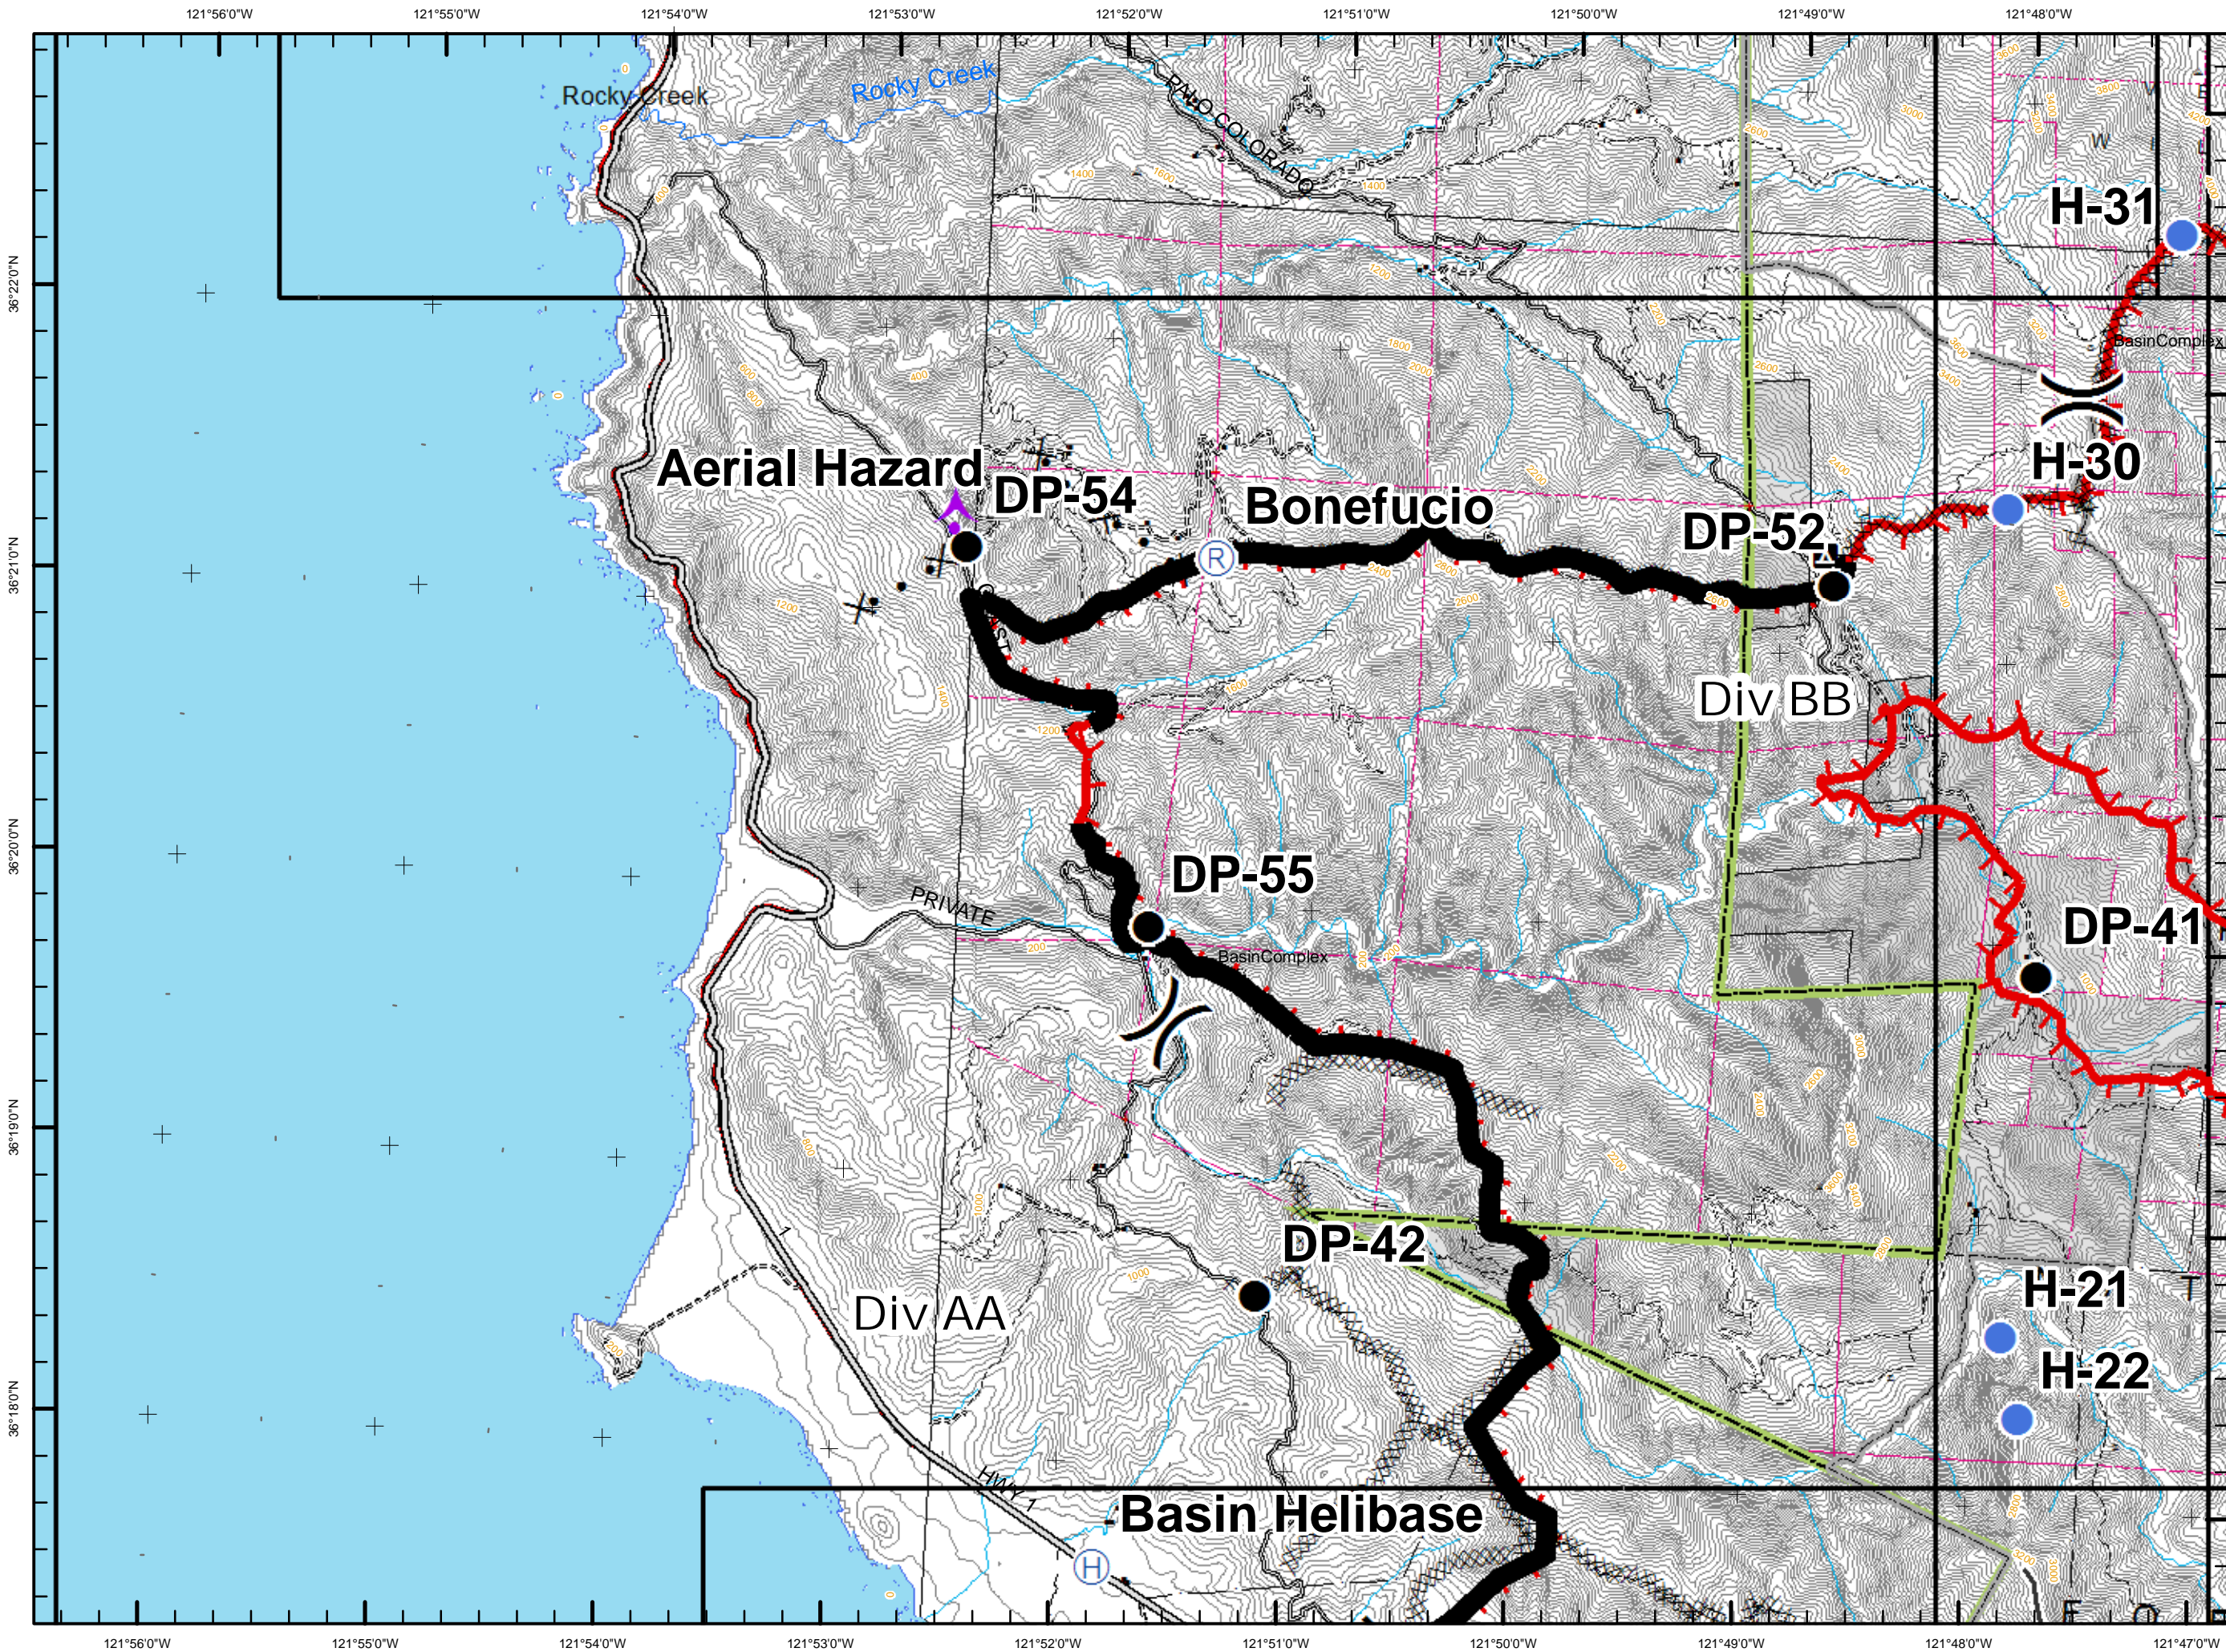 121°56'0"W 121°55'0"W 121°54'0"W 121°53'0"W 121°52'0"W 121°51'0"W 121°50'0"W 121°49'0"W 121°48'0"W
Rocky Creek
Rocky Creek
PALO COLORADO
H-31
36°22'0"N
BasinComplex
H-30
Aerial Hazard
DP-54
Bonefucio
R
DP-52
36°21'0"N
COAST
Div BB
36°20'0"N
DP-55
PRIVATE
DP-41
BasinComplex
36°19'0"N
1
DP-42
H-21
T
Div AA
H-22
36°18'0"N
HWY 1
Basin Helibase
H
121°56'0"W 121°55'0"W 121°54'0"W 121°53'0"W 121°52'0"W 121°51'0"W 121°50'0"W 121°49'0"W 121°48'0"W 121°47'0"W